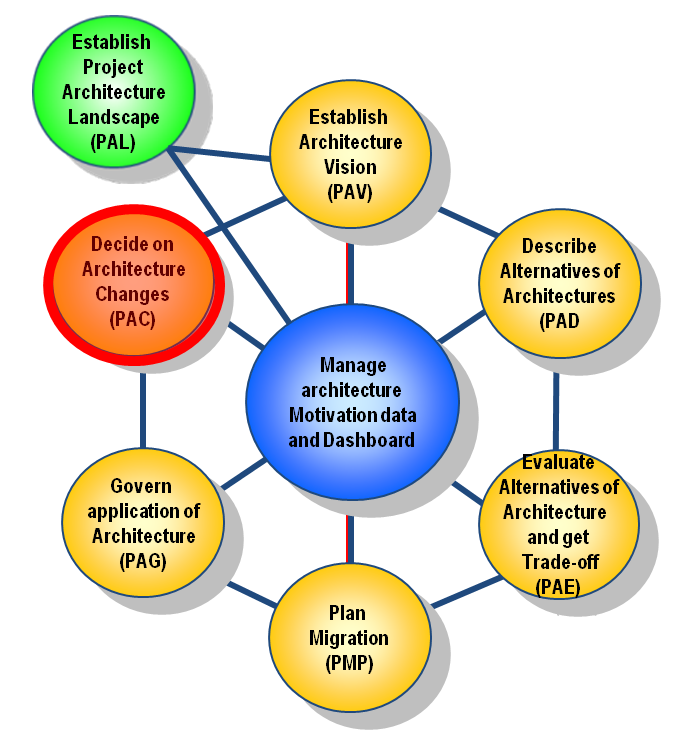 Establish
Project
Architecture
Landscape
(PAL)
Establish
Architecture
Vision
(PAV)
Decide on
Architecture
Changes
(PAC)
Describe
Alternatives of
Architectures
(PAD
Manage
architecture
Motivation data
and Dashboard
Govern
application of
Architecture
(PAG)
Evaluate
Alternatives of
Architecture
and get
Trade-off
(PAE)
Plan
Migration
(PMP)